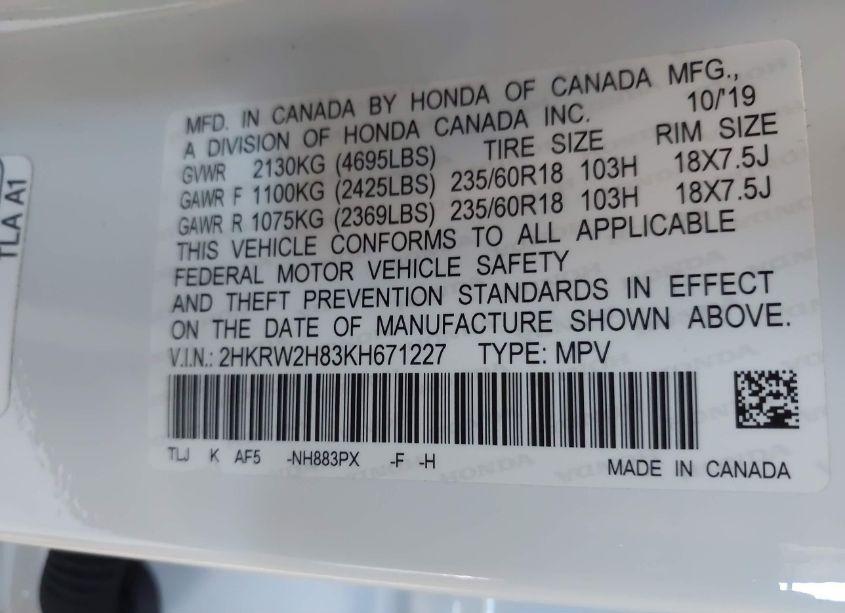 MFD. IN CANADA BY HONDA OF CANADA MFG.,
A DIVISION OF HONDA CANADA INC. 10/'19
GVWR 2130KG (4695LBS) TIRE SIZE RIM SIZE
GAWR F 1100KG (2425LBS) 235/60R18 103H 18X7.5J
GAWR R 1075KG (2369LBS) 235/60R18 103H 18X7.5J
THIS VEHICLE CONFORMS TO ALL APPLICABLE
FEDERAL MOTOR VEHICLE SAFETY
AND THEFT PREVENTION STANDARDS IN EFFECT
ON THE DATE OF MANUFACTURE SHOWN ABOVE.
V.I.N.: 2HKRW2H83KH671227 TYPE: MPV
TLJ K AF5 -NH883PX -F -H
MADE IN CANADA
TLA A1